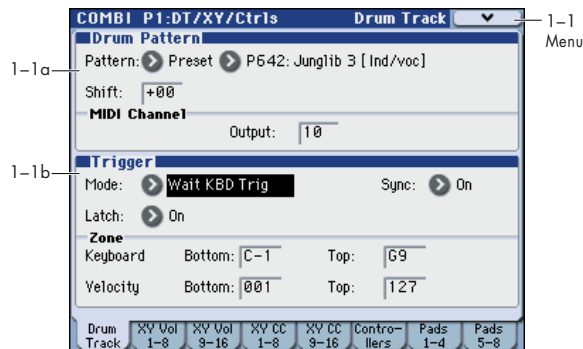 COMBI P1:DT/XY/Ctrls Drum Track
1–1
Menu
Drum Pattern
1–1a
Pattern: Preset P642: Junglib 3 [Ind/voc]
Shift: +00
MIDI Channel
Output: 10
1–1b
Trigger
Mode: Wait KBD Trig Sync: On
Latch: On
Zone
Keyboard Bottom: C-1 Top: G9
Velocity Bottom: 001 Top: 127
Drum Track XY Vol 1-8 XY Vol 9-16 XY CC 1-8 XY CC 9-16 Contro-llers Pads 1-4 Pads 5-8